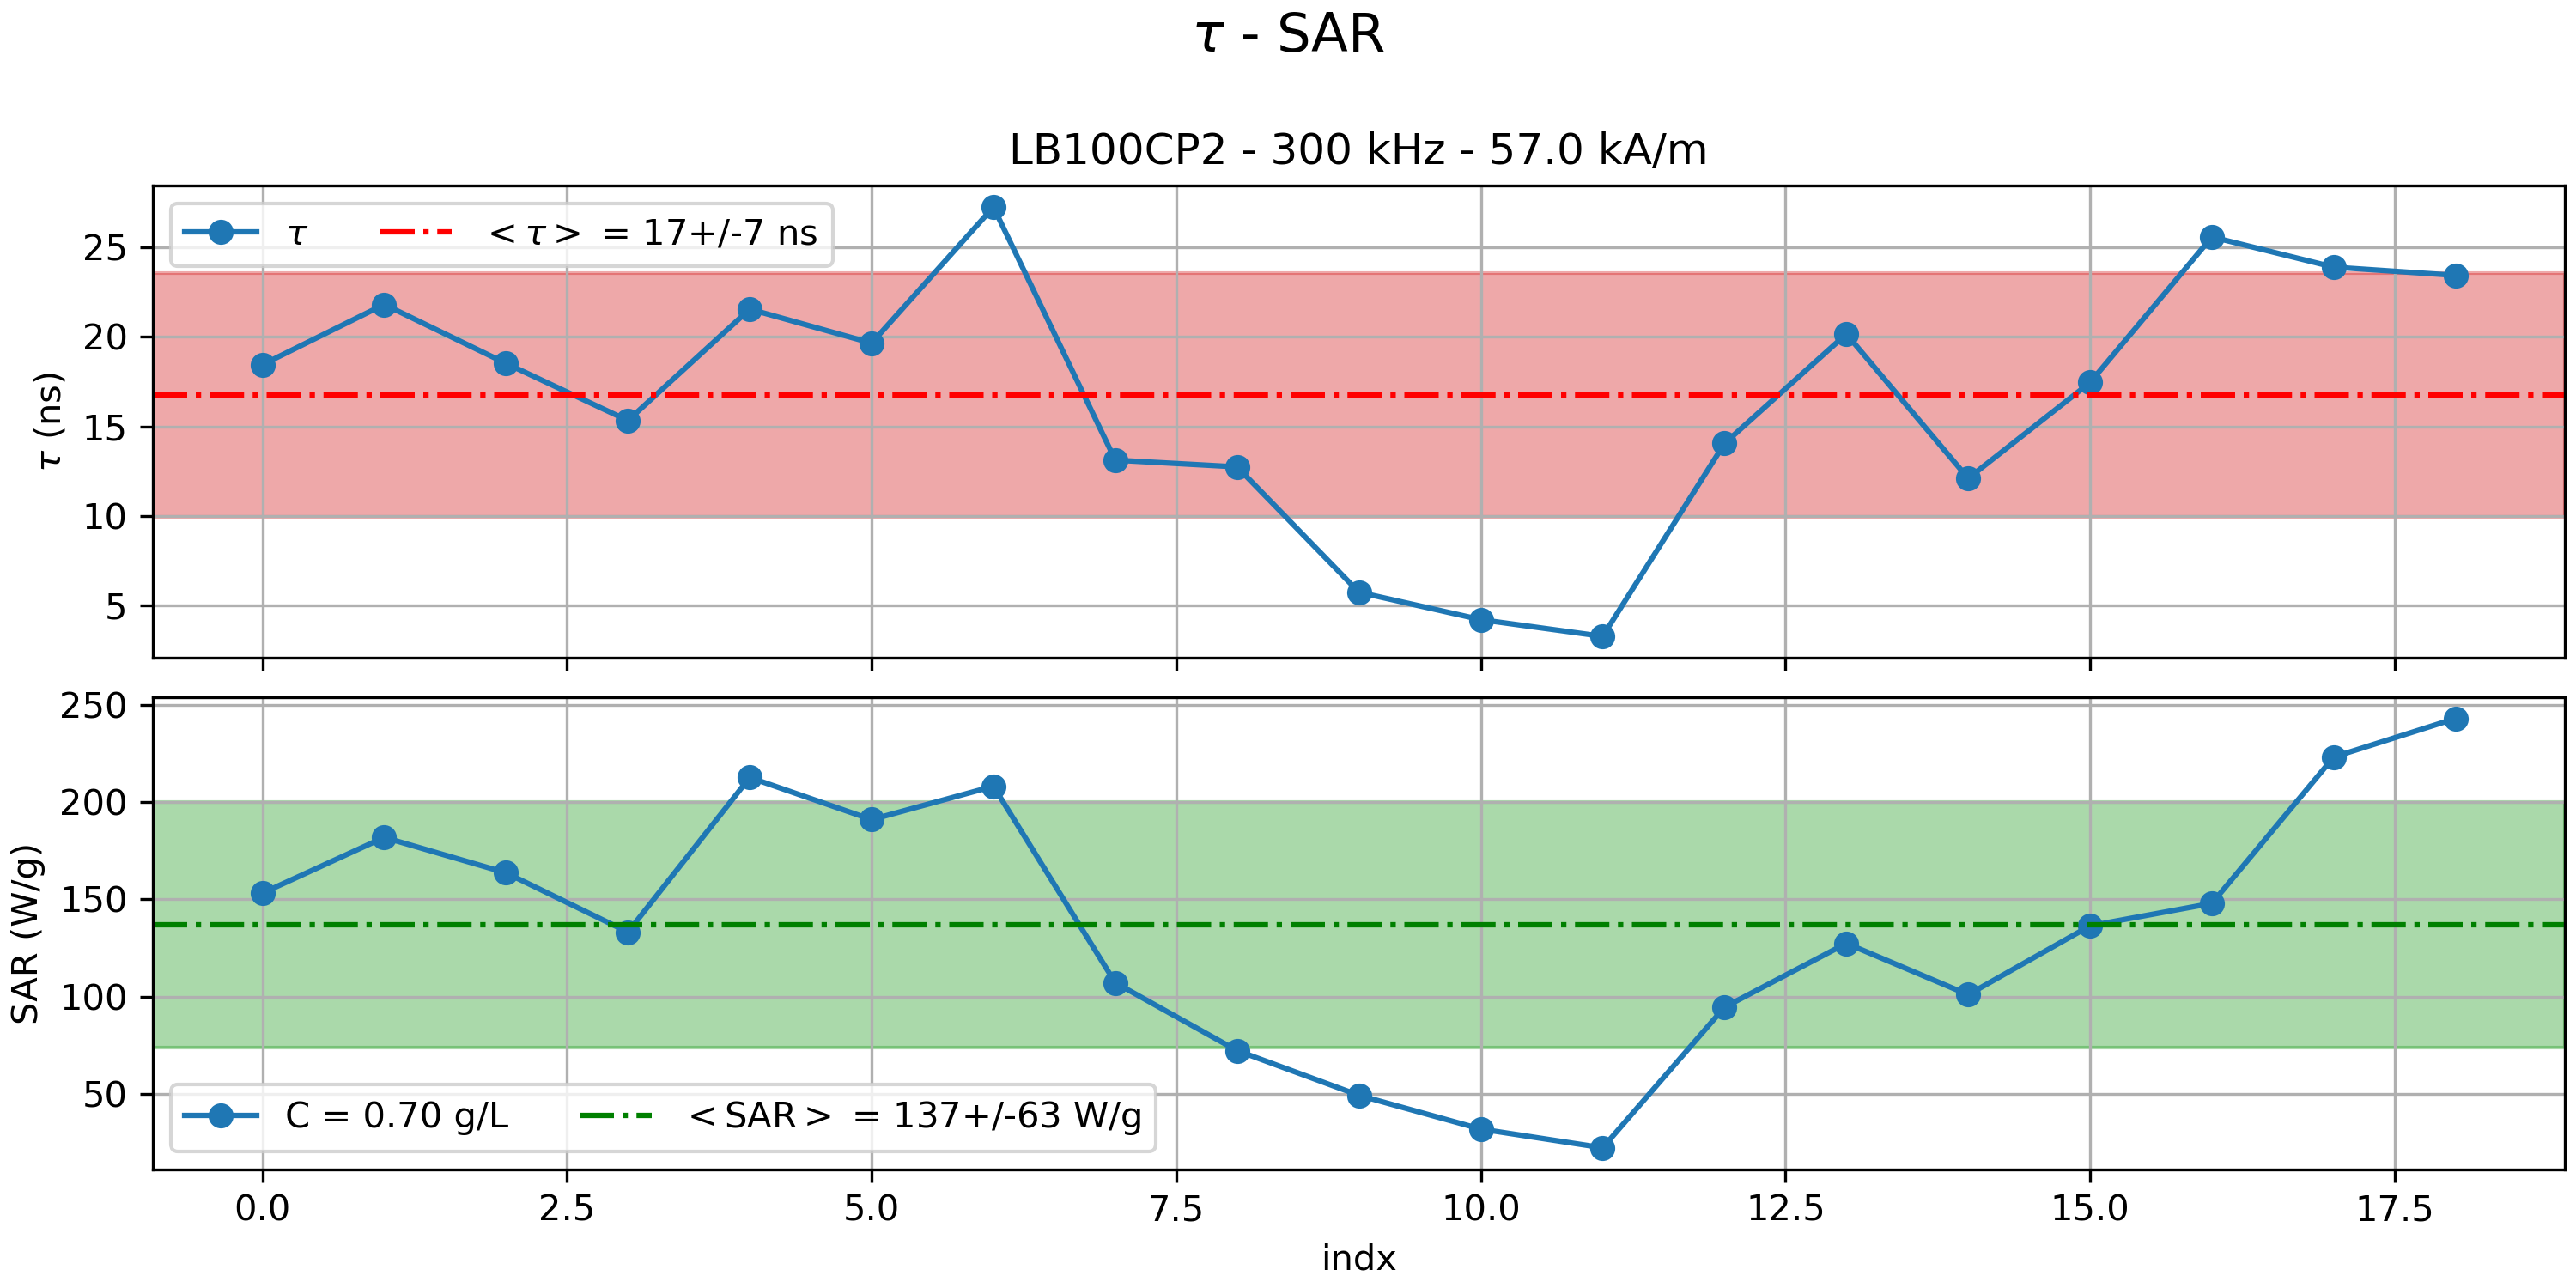 τ - SAR
LB100CP2 - 300 kHz - 57.0 kA/m
τ
<τ> = 17+/-7 ns
τ (ns)
25
20
15
10
5
C = 0.70 g/L
<SAR> = 137+/-63 W/g
SAR (W/g)
250
200
150
100
50
0.0 2.5 5.0 7.5 10.0 12.5 15.0 17.5
indx